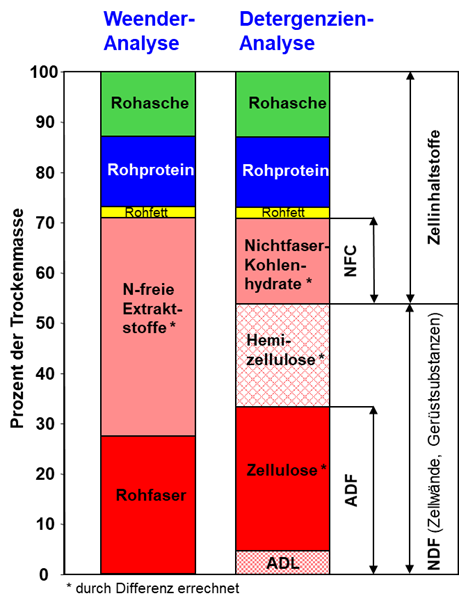 Weender-
Analyse
Detergenzien-
Analyse
Prozent der Trockenmasse
100
90
80
70
60
50
40
30
20
10
0
Rohasche
Rohprotein
Rohfett
N-freie
Extrakt-
stoffe *
Rohfaser
Rohasche
Rohprotein
Rohfett
Nichtfaser-
Kohlen-
hydrate *
Hemi-
zellulose *
Zellulose *
ADL
NFC
ADF
Zellinhaltstoffe
NDF (Zellwände, Gerüstsubstanzen)
* durch Differenz errechnet